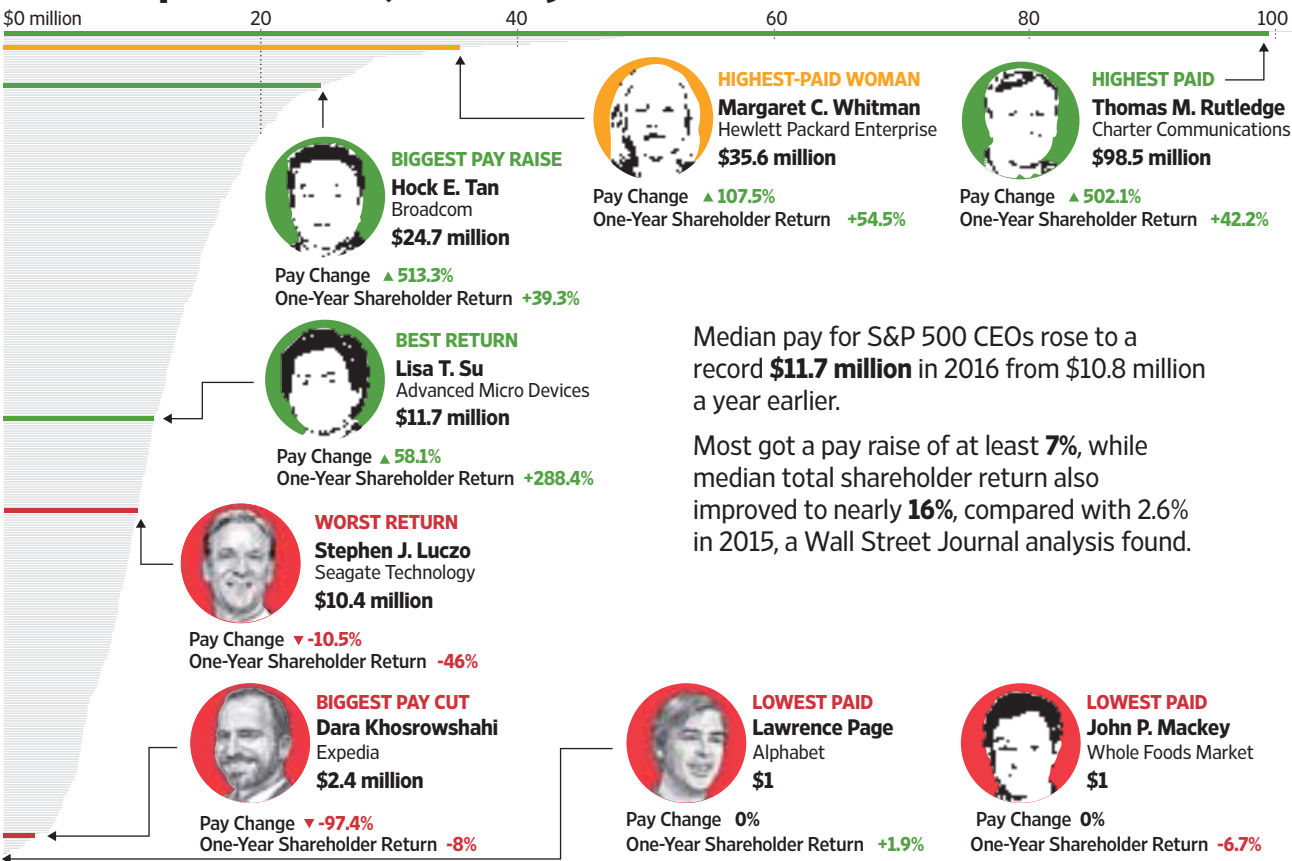 $0 million 20 40 60 80 100
HIGHEST-PAID WOMAN
Margaret C. Whitman
Hewlett Packard Enterprise
$35.6 million
Pay Change ▲ 107.5%
One-Year Shareholder Return +54.5%
HIGHEST PAID
Thomas M. Rutledge
Charter Communications
$98.5 million
Pay Change ▲ 502.1%
One-Year Shareholder Return +42.2%
BIGGEST PAY RAISE
Hock E. Tan
Broadcom
$24.7 million
Pay Change ▲ 513.3%
One-Year Shareholder Return +39.3%
BEST RETURN
Lisa T. Su
Advanced Micro Devices
$11.7 million
Pay Change ▲ 58.1%
One-Year Shareholder Return +288.4%
Median pay for S&P 500 CEOs rose to a
record $11.7 million in 2016 from $10.8 million
a year earlier.
Most got a pay raise of at least 7%, while
median total shareholder return also
improved to nearly 16%, compared with 2.6%
in 2015, a Wall Street Journal analysis found.
WORST RETURN
Stephen J. Luczo
Seagate Technology
$10.4 million
Pay Change ▼ -10.5%
One-Year Shareholder Return -46%
BIGGEST PAY CUT
Dara Khosrowshahi
Expedia
$2.4 million
Pay Change ▼ -97.4%
One-Year Shareholder Return -8%
LOWEST PAID
Lawrence Page
Alphabet
$1
Pay Change 0%
One-Year Shareholder Return +1.9%
LOWEST PAID
John P. Mackey
Whole Foods Market
$1
Pay Change 0%
One-Year Shareholder Return -6.7%